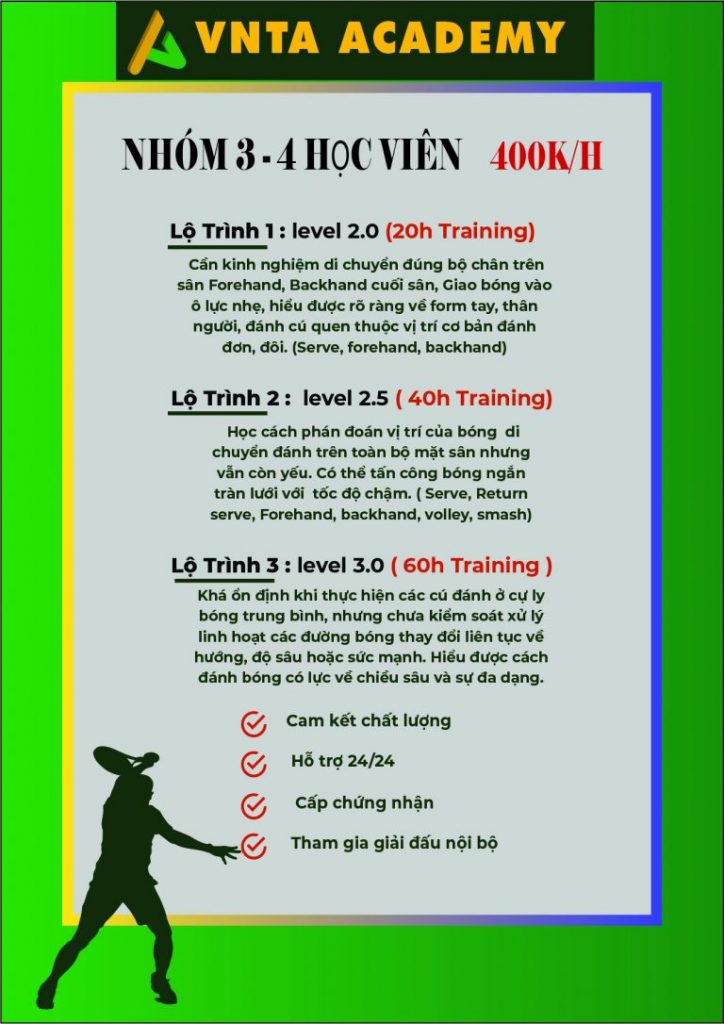 VNTA ACADEMY
NHÓM 3 - 4 HỌC VIÊN 400K/H
Lộ Trình 1 : level 2.0 (20h Training)
Cần kinh nghiệm di chuyển đúng bộ chân trên
sân Forehand, Backhand cuối sân, Giao bóng vào
ô lực nhẹ, hiểu được rõ ràng về form tay, thân
người, đánh cú quen thuộc vị trí cơ bản đánh
đơn, đôi. (Serve, forehand, backhand)
Lộ Trình 2 : level 2.5 ( 40h Training)
Học cách phán đoán vị trí của bóng di
chuyển đánh trên toàn bộ mặt sân nhưng
vẫn còn yếu. Có thể tấn công bóng ngắn
tràn lưới với tốc độ chậm. ( Serve, Return
serve, Forehand, backhand, volley, smash)
Lộ Trình 3 : level 3.0 ( 60h Training )
Khá ổn định khi thực hiện các cú đánh ở cự ly
bóng trung bình, nhưng chưa kiểm soát xử lý
linh hoạt các đường bóng thay đổi liên tục về
hướng, độ sâu hoặc sức mạnh. Hiểu được cách
đánh bóng có lực về chiều sâu và sự đa dạng.
Cam kết chất lượng
Hỗ trợ 24/24
Cấp chứng nhận
Tham gia giải đấu nội bộ